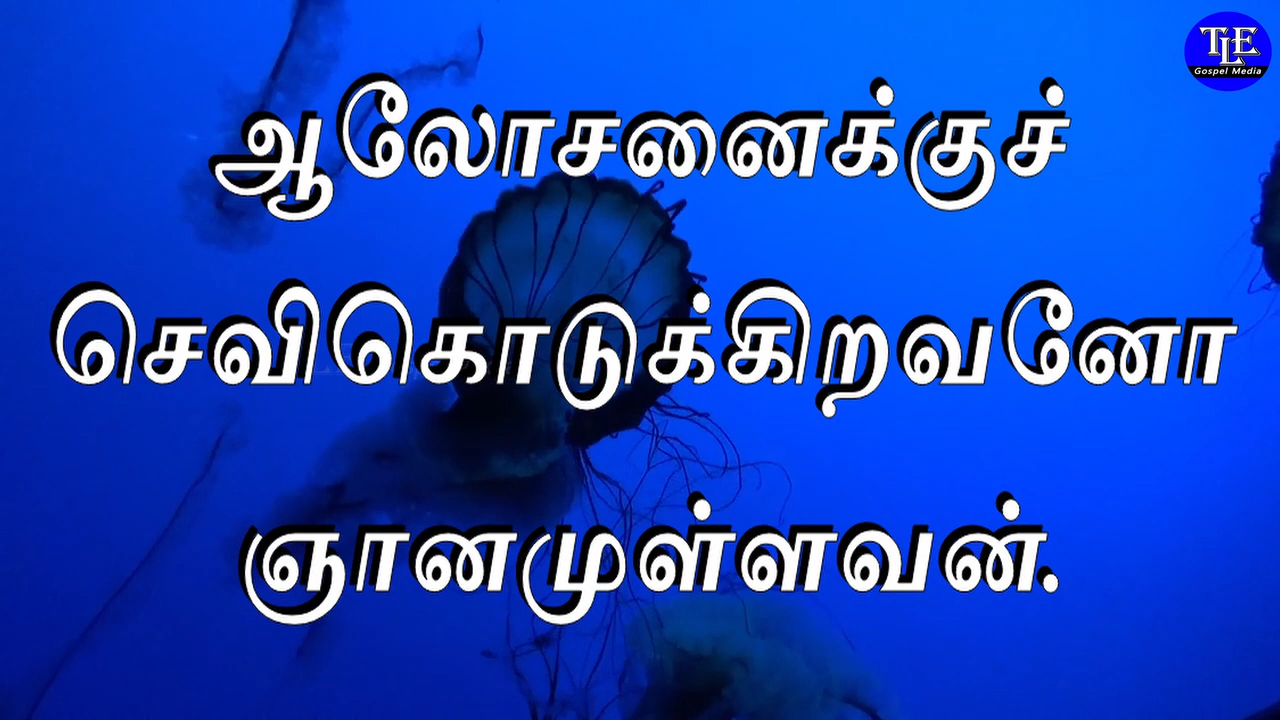 TLE
Gospel Media
ஆலோசனைக்குச்
செவிகொடுக்கிறவனோ
ஞானமுள்ளவன்.